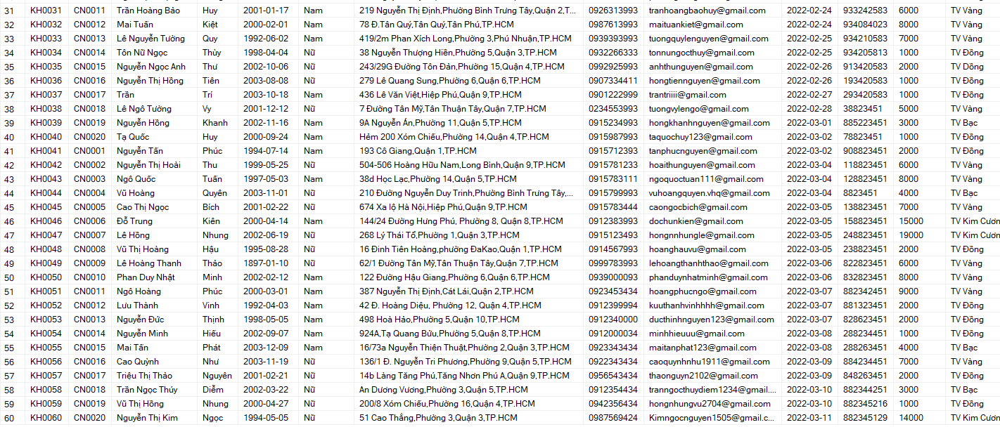 31 KH0031 CN0011 Trần Hoàng Bảo Huy 2001-01-17 Nam 219 Nguyễn Thị Định,Phường Bình Trưng Tây,Quận 2,T... 0926313993 tranhoangbaohuy@gmail.com 2022-02-24 933242583 6000 TV Vàng
32 KH0032 CN0012 Mai Tuấn Kiệt 2000-02-01 Nam 78 Đ.Tân Quý,Tân Quý,Tân Phú,TP.HCM 0987613993 maituankiet@gmail.com 2022-02-24 934084023 8000 TV Vàng
33 KH0033 CN0013 Lê Nguyễn Tường Quy 1992-06-02 Nam 419/2m Phan Xích Long,Phường 3,Phú Nhuận,TP.HCM 0939393993 tuongquylenguyen@gmail.com 2022-02-25 934210583 7000 TV Vàng
34 KH0034 CN0014 Tôn Nữ Ngọc Thùy 1998-04-04 Nữ 38 Nguyễn Thượng Hiền,Phường 5,Quận 3,TP.HCM 0932266333 tonnungocthuy@gmail.com 2022-02-25 934205813 1000 TV Đồng
35 KH0035 CN0015 Nguyễn Ngọc Anh Thư 2002-10-06 Nữ 243/29G Đường Tôn Đản,Phường 15,Quận 4,TP.HCM 0992925993 anhthunguyen@gmail.com 2022-02-26 913420583 2000 TV Đồng
36 KH0036 CN0016 Nguyễn Thị Hồng Tiên 2003-08-08 Nữ 279 Lê Quang Sung,Phường 6,Quận 6,TP.HCM 0907334411 hongtiennguyen@gmail.com 2022-02-26 193420583 1000 TV Đồng
37 KH0037 CN0017 Trần Trí 2003-10-18 Nam 436 Lê Văn Việt,Hiệp Phú,Quận 9,TP.HCM 0901222999 trantriiii@gmail.com 2022-02-27 293420583 1000 TV Đồng
38 KH0038 CN0018 Lê Ngô Tường Vy 2001-12-12 Nữ 7 Đường Tân Mỹ,Tân Thuận Tây,Quận 7,TP.HCM 0234553993 tuongvylengo@gmail.com 2022-02-28 38823451 5000 TV Vàng
39 KH0039 CN0019 Nguyễn Hồng Khanh 2002-11-16 Nam 9A Nguyễn Án,Phường 11,Quận 5,TP.HCM 0915234993 hongkhanhnguyen@gmail.com 2022-03-01 885223451 3000 TV Bạc
40 KH0040 CN0020 Tạ Quốc Huy 2000-09-24 Nam Hẻm 200 Xóm Chiếu,Phường 14,Quận 4,TP.HCM 0915987993 taquochuy123@gmail.com 2022-03-02 78823451 1000 TV Đồng
41 KH0041 CN0001 Nguyễn Tấn Phúc 1994-07-14 Nam 193 Cô Giang,Quận 1,TP.HCM 0915712393 tanphucnguyen@gmail.com 2022-03-02 908823451 2000 TV Đồng
42 KH0042 CN0002 Nguyễn Thị Hoài Thu 1999-05-25 Nữ 504-506 Hoàng Hữu Nam,Long Bình,Quận 9,TP.HCM 0915781233 hoaithunguyen@gmail.com 2022-03-04 118823451 6000 TV Vàng
43 KH0043 CN0003 Ngô Quốc Tuấn 1997-05-03 Nam 38d Học Lạc,Phường 14,Quận 5,TP.HCM 0915783111 ngoquoctuan111@gmail.com 2022-03-04 128823451 8000 TV Vàng
44 KH0044 CN0004 Vũ Hoàng Quyên 2003-11-01 Nữ 210 Đường Nguyễn Duy Trinh,Phường Bình Trưng Tây,... 0915799993 vuhoangquyen.vhq@gmail.com 2022-03-04 8823451 4000 TV Bạc
45 KH0045 CN0005 Cao Thị Ngọc Bích 2001-02-22 Nữ 674 Xa lộ Hà Nội,Hiệp Phú,Quận 9,TP.HCM 0915783444 caongocbich@gmail.com 2022-03-05 138823451 7000 TV Vàng
46 KH0046 CN0006 Đỗ Trung Kiên 2000-04-14 Nam 144/24 Đường Hưng Phú, Phường 8, Quận 8,TP.HCM 0912383993 dochunkien@gmail.com 2022-03-05 158823451 15000 TV Kim Cươn
47 KH0047 CN0007 Lê Hồng Nhung 2002-06-19 Nữ 268 Lý Thái Tổ,Phường 1,Quận 3,TP.HCM 0915123493 hongnnhungle@gmail.com 2022-03-05 248823451 19000 TV Kim Cươn
48 KH0048 CN0008 Vũ Thị Hoàng Hậu 1995-08-28 Nữ 16 Đinh Tiên Hoàng,phường ĐaKao,Quận 1,TP.HCM 0914567993 hoanghauvu@gmail.com 2022-03-05 238823451 2000 TV Đồng
49 KH0049 CN0009 Lê Hoàng Thanh Thảo 1897-01-10 Nữ 62/1 Đường Tân Mỹ,Tân Thuận Tây,Quận 7,TP.HCM 0999783993 lehoangthanhthao@gmail.com 2022-03-06 822823451 6000 TV Vàng
50 KH0050 CN0010 Phan Duy Nhật Minh 2002-02-12 Nam 122 Đường Hậu Giang,Phường 6,Quận 6,TP.HCM 0939000093 phanduynhatminh@gmail.com 2022-03-06 832823451 8000 TV Vàng
51 KH0051 CN0011 Ngô Hoàng Phúc 2000-03-01 Nam 387 Nguyễn Thị Định,Cát Lái,Quận 2,TP.HCM 0923453434 hoangphucngo@gmail.com 2022-03-07 882342451 9000 TV Vàng
52 KH0052 CN0012 Lưu Thành Vinh 1992-04-03 Nam 42 Đ. Hoàng Diệu, Phường 12, Quận 4,TP.HCM 0912399994 kuuthanhvinhhhh@gmail.com 2022-03-07 881323451 2000 TV Đồng
53 KH0053 CN0013 Nguyễn Đức Thịnh 1998-05-05 Nam 498 Hoà Hảo,Phường 5,Quận 10,TP.HCM 0912340000 ducthinhnguyen123@gmail.com 2022-03-07 828623451 2000 TV Đồng
54 KH0054 CN0014 Nguyễn Minh Hiếu 2002-09-07 Nam 924A,Tạ Quang Bửu,Phường 5,Quận 8,TP.HCM 0912000034 minhhieuuu@gmail.com 2022-03-08 288234451 1000 TV Đồng
55 KH0055 CN0015 Mai Tấn Phát 2003-12-09 Nam 16/73a Nguyễn Thiện Thuật,Phường 2,Quận 3,TP.HCM 0923343434 maitanphat123@gmail.com 2022-03-08 288263451 4000 TV Bạc
56 KH0056 CN0016 Cao Quỳnh Như 2003-11-19 Nữ 136/1 Đ. Nguyễn Tri Phương,Phường 9,Quận 5,TP.HCM 0922343434 caoquynhnhu1911@gmail.com 2022-03-09 884234451 7000 TV Vàng
57 KH0057 CN0017 Triệu Thị Thảo Nguyên 2001-02-21 Nữ 14b Làng Tăng Phú,Tăng Nhơn Phú A,Quận 9,TP.HCM 0956543434 thaonguyn2102@gmail.com 2022-03-09 848263451 2000 TV Đồng
58 KH0058 CN0018 Trần Ngọc Thúy Diễm 2002-03-22 Nữ An Dương Vương,Phường 3,Quận 5,TP.HCM 0912354434 tranngocthuydiem1234@gmail.... 2022-03-10 882344251 3000 TV Bạc
59 KH0059 CN0019 Vũ Thị Hồng Nhung 2000-04-27 Nữ 200/8 Xóm Chiếu,Phường 16,Quận 4,TP.HCM 0942356434 hongnhungvu2704@gmail.com 2022-03-10 882345216 1000 TV Đồng
60 KH0060 CN0020 Nguyễn Thị Kim Ngọc 1994-05-05 Nữ 51 Cao Thắng,Phường 3,Quận 3,TP.HCM 0987569424 Kimngocnguyen1505@gmail.c... 2022-03-11 882345129 14000 TV Kim Cươn